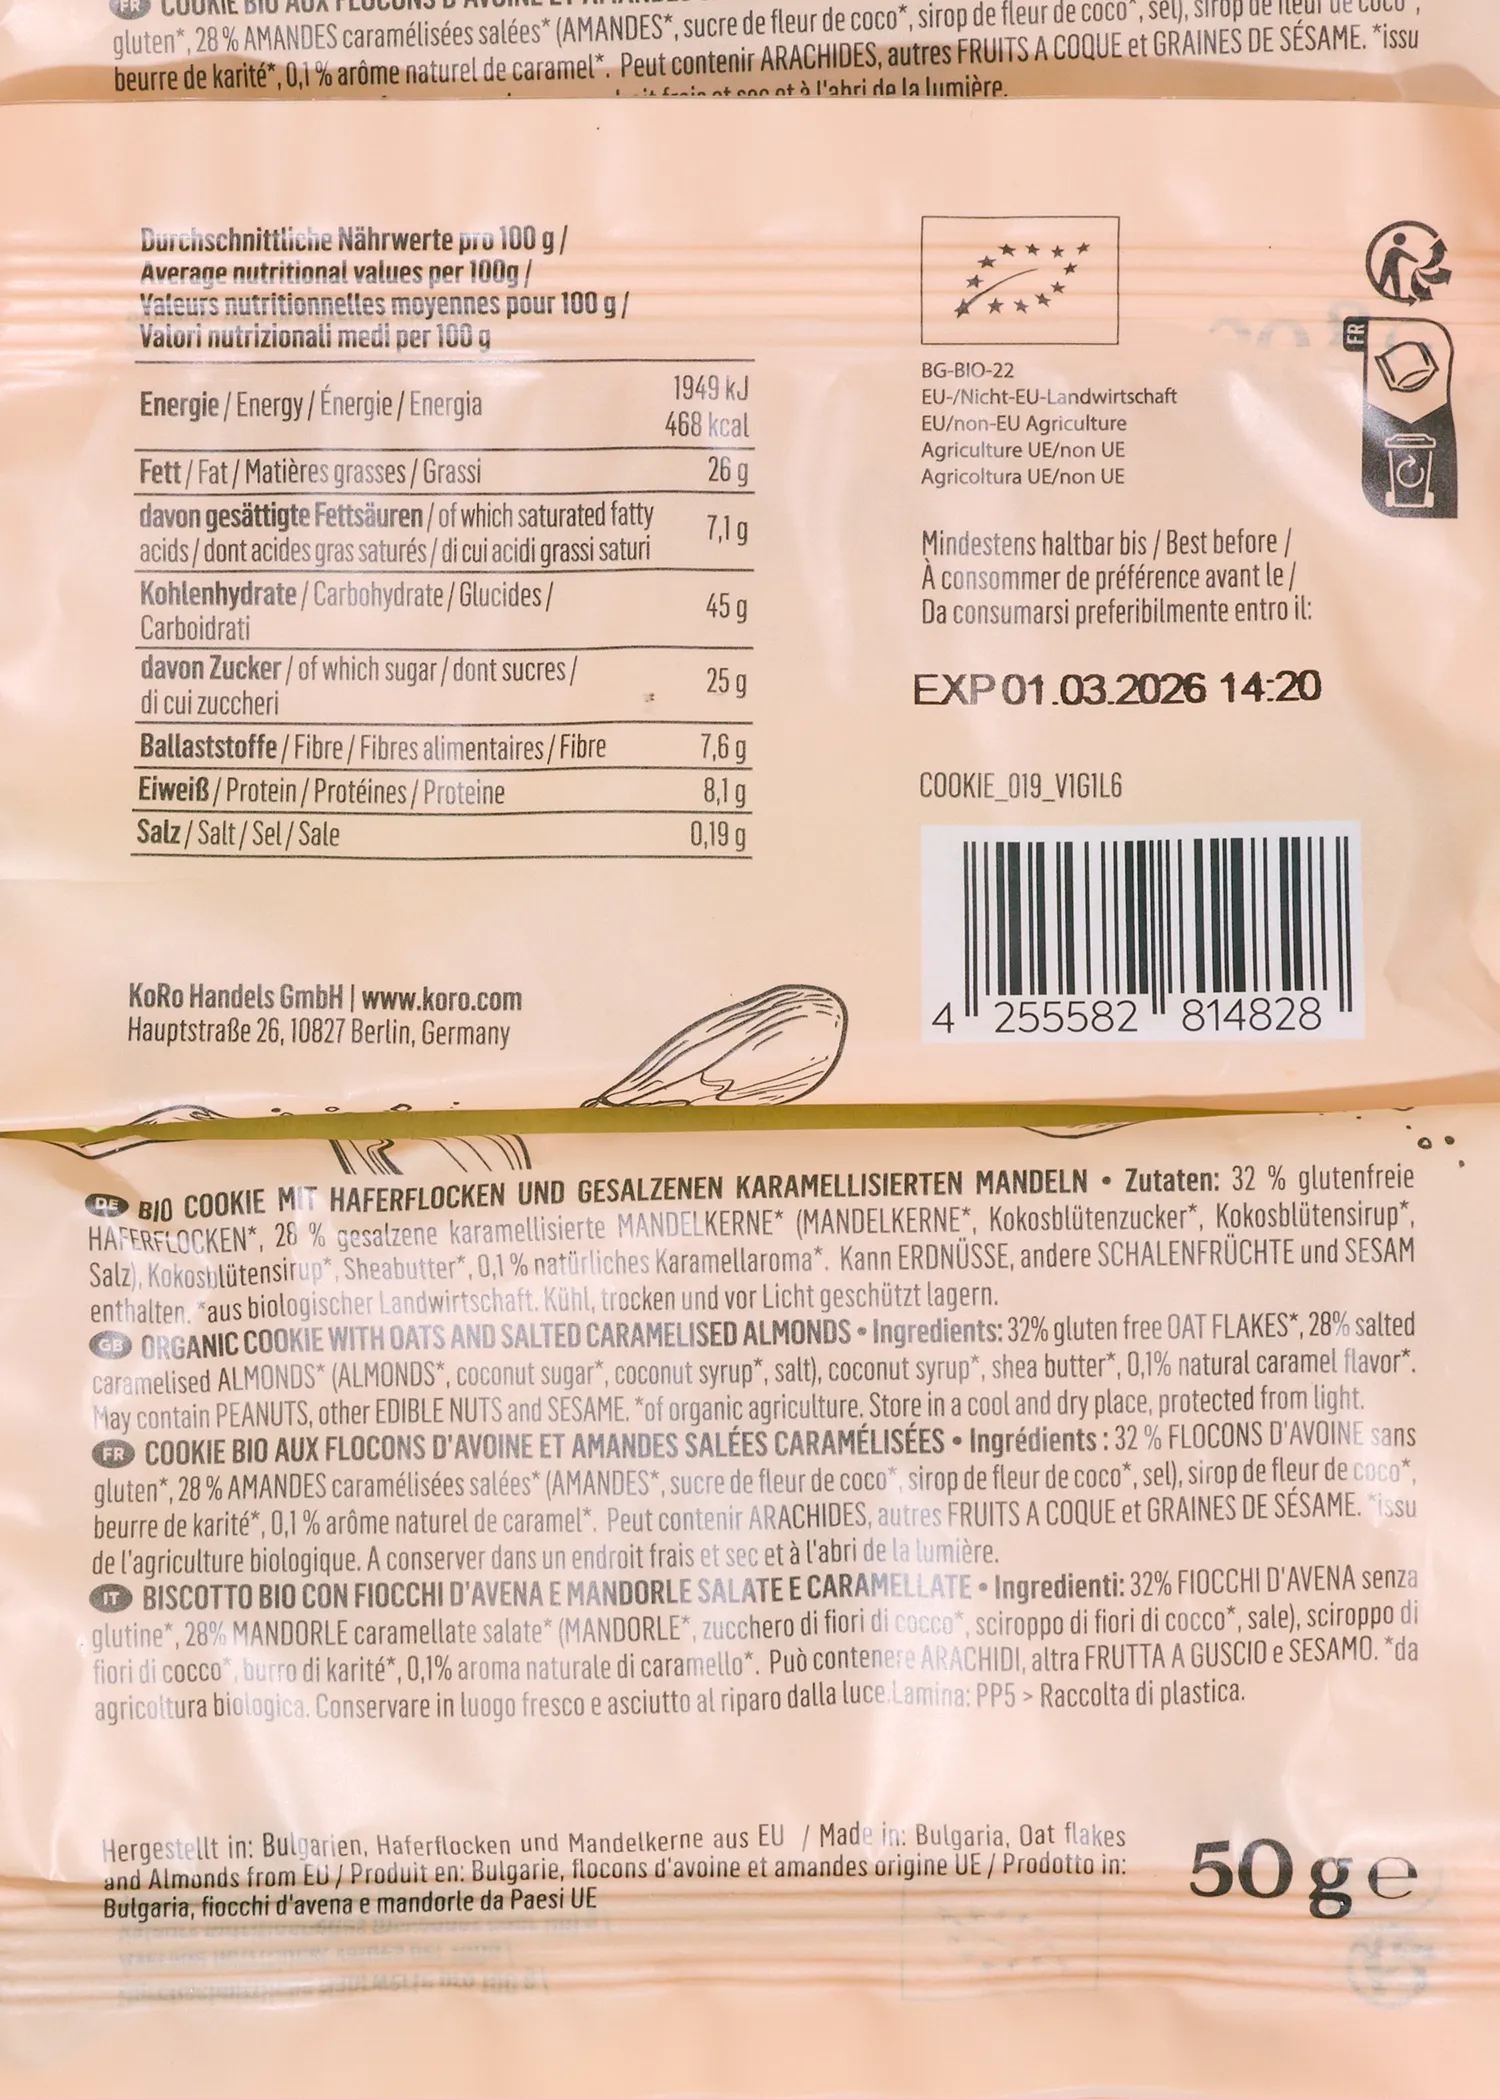 FR COOKIE BIO AUX FLOCONS D'AVOINE ET
gluten*, 28 % AMANDES caramélisées salées* (AMANDES*, sucre de fleur de coco*, sirop de fleur de coco*, sel), sirop de fleur de coco*,
beurre de karité*, 0,1 % arôme naturel de caramel*. Peut contenir ARACHIDES, autres FRUITS A COQUE et GRAINES DE SÉSAME. *issu
frais et sec et à l'abri de la lumière.
Durchschnittliche Nährwerte pro 100 g /
Average nutritional values per 100g /
Valeurs nutritionnelles moyennes pour 100 g /
Valori nutrizionali medi per 100 g
Energie / Energy / Énergie / Energia 1949 kJ
468 kcal
Fett / Fat / Matières grasses / Grassi 26 g
davon gesättigte Fettsäuren / of which saturated fatty
acids / dont acides gras saturés / di cui acidi grassi saturi 7,1 g
Kohlenhydrate / Carbohydrate / Glucides /
Carboidrati 45 g
davon Zucker / of which sugar / dont sucres /
di cui zuccheri 25 g
Ballaststoffe / Fibre / Fibres alimentaires / Fibre 7,6 g
Eiweiß / Protein / Protéines / Proteine 8,1 g
Salz / Salt / Sel / Sale 0,19 g
KoRo Handels GmbH | www.koro.com
Hauptstraße 26, 10827 Berlin, Germany
FR
BG-BIO-22
EU-/Nicht-EU-Landwirtschaft
EU/non-EU Agriculture
Agriculture UE/non UE
Agricoltura UE/non UE
Mindestens haltbar bis / Best before /
À consommer de préférence avant le /
Da consumarsi preferibilmente entro il:
EXP 01.03.2026 14:20
COOKIE_019_V1G1L6
4 255582 814828
DE BIO COOKIE MIT HAFERFLOCKEN UND GESALZENEN KARAMELLISIERTEN MANDELN • Zutaten: 32 % glutenfreie
HAFERFLOCKEN*, 28 % gesalzene karamellisierte MANDELKERNE* (MANDELKERNE*, Kokosblütenzucker*, Kokosblütensirup*,
Salz), Kokosblütensirup*, Sheabutter*, 0,1 % natürliches Karamellaroma*. Kann ERDNÜSSE, andere SCHALENFRÜCHTE und SESAM
enthalten. *aus biologischer Landwirtschaft. Kühl, trocken und vor Licht geschützt lagern.
GB ORGANIC COOKIE WITH OATS AND SALTED CARAMELISED ALMONDS • Ingredients: 32% gluten free OAT FLAKES*, 28% salted
caramelised ALMONDS* (ALMONDS*, coconut sugar*, coconut syrup*, salt), coconut syrup*, shea butter*, 0,1% natural caramel flavor*.
May contain PEANUTS, other EDIBLE NUTS and SESAME. *of organic agriculture. Store in a cool and dry place, protected from light.
FR COOKIE BIO AUX FLOCONS D'AVOINE ET AMANDES SALÉES CARAMÉLISÉES • Ingrédients : 32 % FLOCONS D'AVOINE sans
gluten*, 28 % AMANDES caramélisées salées* (AMANDES*, sucre de fleur de coco*, sirop de fleur de coco*, sel), sirop de fleur de coco*,
beurre de karité*, 0,1 % arôme naturel de caramel*. Peut contenir ARACHIDES, autres FRUITS A COQUE et GRAINES DE SÉSAME. *issu
de l'agriculture biologique. A conserver dans un endroit frais et sec et à l'abri de la lumière.
IT BISCOTTO BIO CON FIOCCHI D'AVENA E MANDORLE SALATE E CARAMELLATE • Ingredienti: 32% FIOCCHI D'AVENA senza
glutine*, 28% MANDORLE caramellate salate* (MANDORLE*, zucchero di fiori di cocco*, sciroppo di fiori di cocco*, sale), sciroppo di
fiori di cocco*, burro di karité*, 0,1% aroma naturale di caramello*. Può contenere ARACHIDI, altra FRUTTA A GUSCIO e SESAMO. *da
agricoltura biologica. Conservare in luogo fresco e asciutto al riparo dalla luce. Lamina: PP5 > Raccolta di plastica.
Hergestellt in: Bulgarien, Haferflocken und Mandelkerne aus EU / Made in: Bulgaria, Oat flakes
and Almonds from EU / Produit en: Bulgarie, flocons d'avoine et amandes origine UE / Prodotto in:
Bulgaria, fiocchi d'avena e mandorle da Paesi UE
50 g e